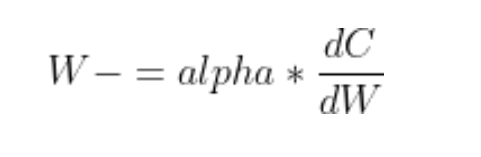 W − = alpha ∗ dC/dW